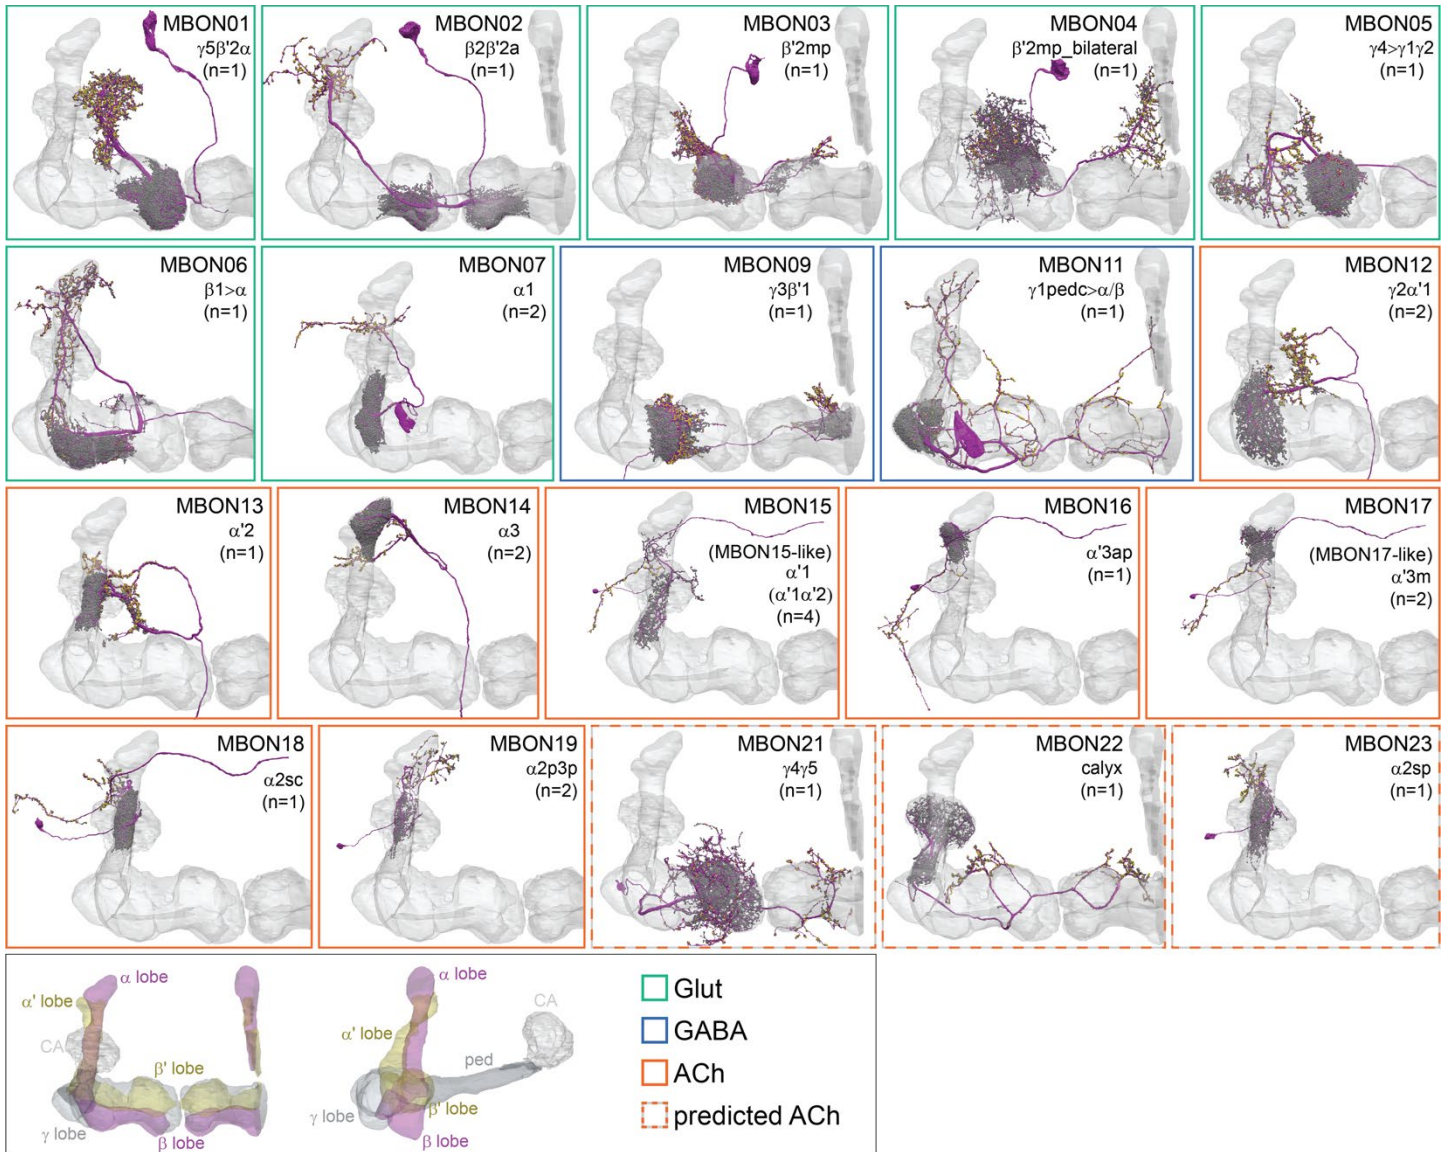 MBON01
γ5β'2α
(n=1)
MBON02
β2β'2a
(n=1)
MBON03
β'2mp
(n=1)
MBON04
β'2mp_bilateral
(n=1)
MBON05
γ4>γ1γ2
(n=1)
MBON06
β1>α
(n=1)
MBON07
α1
(n=2)
MBON09
γ3β'1
(n=1)
MBON11
γ1pedc>α/β
(n=1)
MBON12
γ2α'1
(n=2)
MBON13
α'2
(n=1)
MBON14
α3
(n=2)
MBON15
(MBON15-like)
α'1
(α'1α'2)
(n=4)
MBON16
α'3ap
(n=1)
MBON17
(MBON17-like)
α'3m
(n=2)
MBON18
α2sc
(n=1)
MBON19
α2p3p
(n=2)
MBON21
γ4γ5
(n=1)
MBON22
calyx
(n=1)
MBON23
α2sp
(n=1)
α lobe
α' lobe
CA
β' lobe
γ lobe
β lobe
α lobe
CA
α' lobe
ped
β' lobe
γ lobe
β lobe
Glut
GABA
ACh
predicted ACh